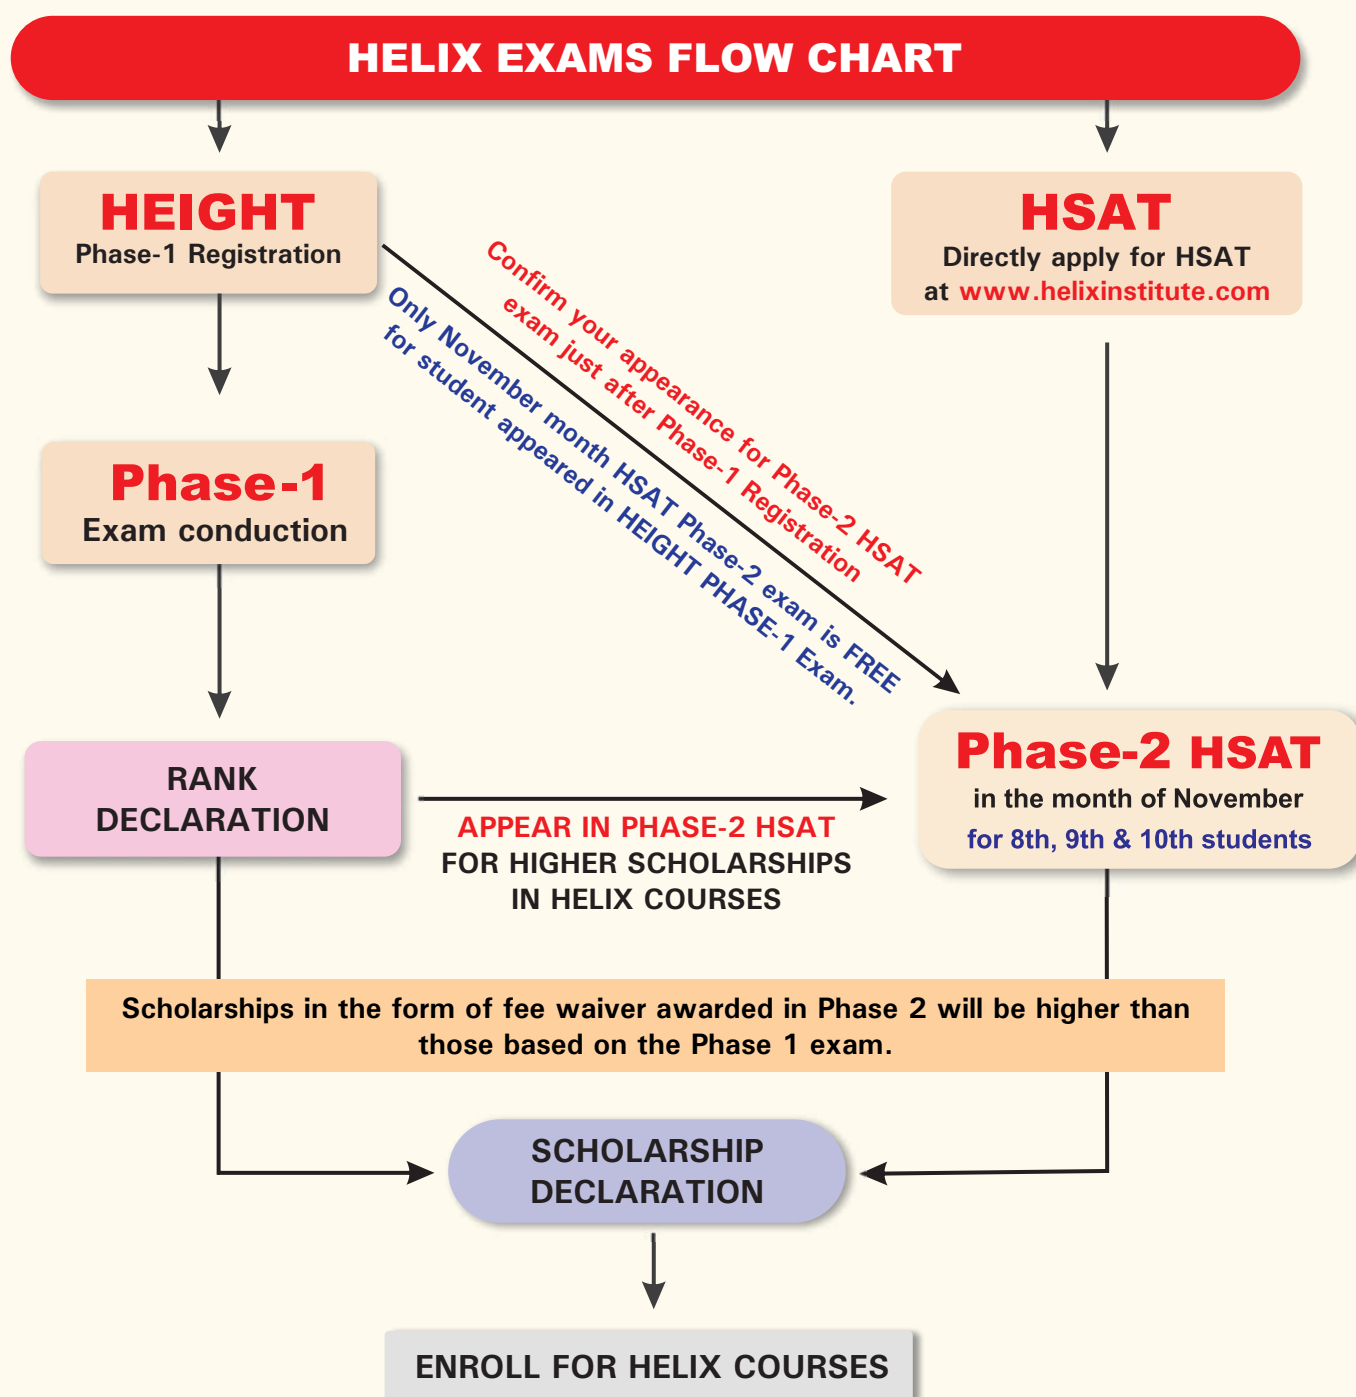 HELIX EXAMS FLOW CHART
HEIGHT
Phase-1 Registration
HSAT
Directly apply for HSAT
at www.helixinstitute.com
Confirm your appearance for Phase-2 HSAT
exam just after Phase-1 Registration
Only November month HSAT Phase-2 exam is FREE
for student appeared in HEIGHT PHASE-1 Exam.
Phase-1
Exam conduction
RANK
DECLARATION
APPEAR IN PHASE-2 HSAT
FOR HIGHER SCHOLARSHIPS
IN HELIX COURSES
Phase-2 HSAT
in the month of November
for 8th, 9th & 10th students
Scholarships in the form of fee waiver awarded in Phase 2 will be higher than
those based on the Phase 1 exam.
SCHOLARSHIP
DECLARATION
ENROLL FOR HELIX COURSES